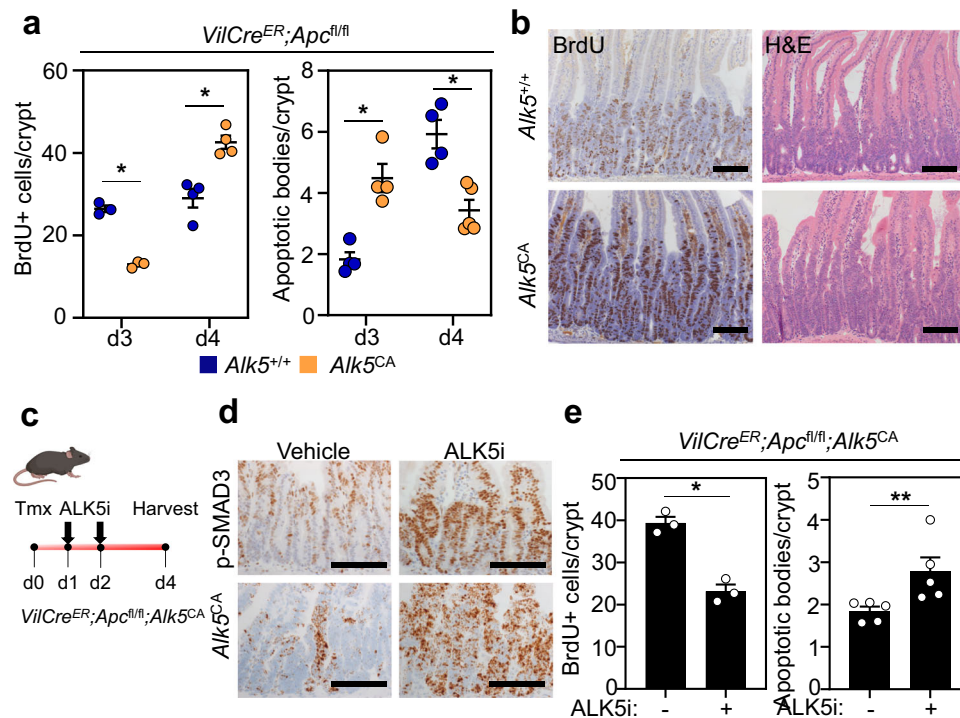 a
VilCreᴱᴿ;Apcᶠˡ/ᶠˡ
BrdU+ cells/crypt
60
40
20
0
d3
d4
*
*
Apoptotic bodies/crypt
8
6
4
2
0
d3
d4
*
*
Alk5⁺/⁺
Alk5ᶜᴬ
b
BrdU
H&E
Alk5⁺/⁺
Alk5ᶜᴬ
c
Tmx ALK5i Harvest
d0 d1 d2 d4
VilCreᴱᴿ;Apcᶠˡ/ᶠˡ;Alk5ᶜᴬ
d
Vehicle
ALK5i
p-SMAD3
Alk5ᶜᴬ
e
VilCreᴱᴿ;Apcᶠˡ/ᶠˡ;Alk5ᶜᴬ
BrdU+ cells/crypt
50
40
30
20
10
0
*
ALK5i: - +
Apoptotic bodies/crypt
5
4
3
2
1
0
**
ALK5i: - +